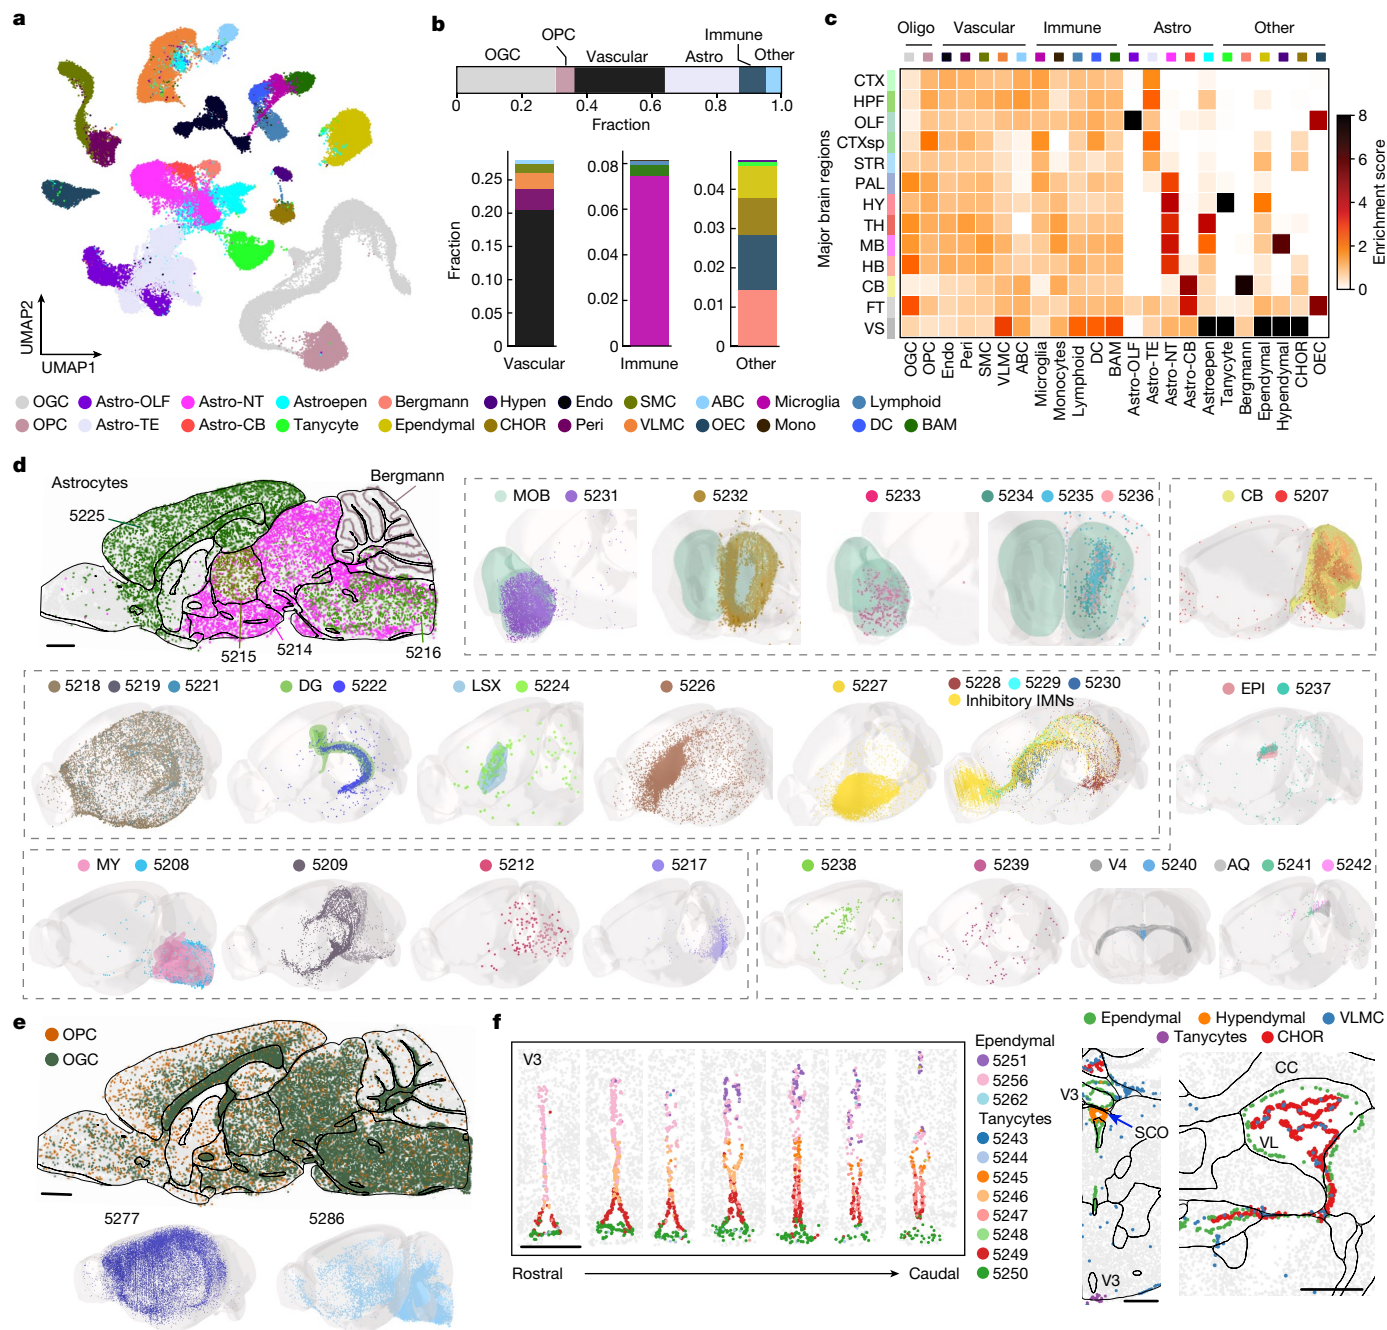 a
UMAP2
UMAP1
b
OPC
Immune
OGC
Vascular
Astro
Other
0
0.2
0.4
0.6
0.8
1.0
Fraction
Fraction
0.25
0.20
0.15
0.10
0.05
0
Vascular
0.08
0.06
0.04
0.02
0
Immune
0.04
0.03
0.02
0.01
0
Other
c
Oligo
Vascular
Immune
Astro
Other
Major brain regions
CTX
HPF
OLF
CTXsp
STR
PAL
HY
TH
MB
HB
CB
FT
VS
OGC
OPC
Endo
Peri
SMC
VLMC
ABC
Microglia
Monocytes
Lymphoid
DC
BAM
Astro-OLF
Astro-TE
Astro-NT
Astro-CB
Astroepen
Tanycyte
Bergmann
Ependymal
Hypendymal
CHOR
OEC
8
6
4
2
0
Enrichment score
OGC Astro-OLF Astro-NT Astroepen Bergmann Hypen Endo SMC ABC Microglia Lymphoid
OPC Astro-TE Astro-CB Tanycyte Ependymal CHOR Peri VLMC OEC Mono DC BAM
d
Astrocytes
Bergmann
5225
5215
5214
5216
MOB 5231
5232
5233
5234 5235 5236
CB 5207
5218 5219 5221
DG 5222
LSX 5224
5226
5227
5228 5229 5230
Inhibitory IMNs
EPI 5237
MY 5208
5209
5212
5217
5238
5239
V4 5240
AQ 5241 5242
e
OPC
OGC
5277
5286
f
V3
Rostral
Caudal
Ependymal
5251
5256
5262
Tanycytes
5243
5244
5245
5246
5247
5248
5249
5250
Ependymal Hypendymal VLMC
Tanycytes CHOR
V3
SCO
V3
CC
VL